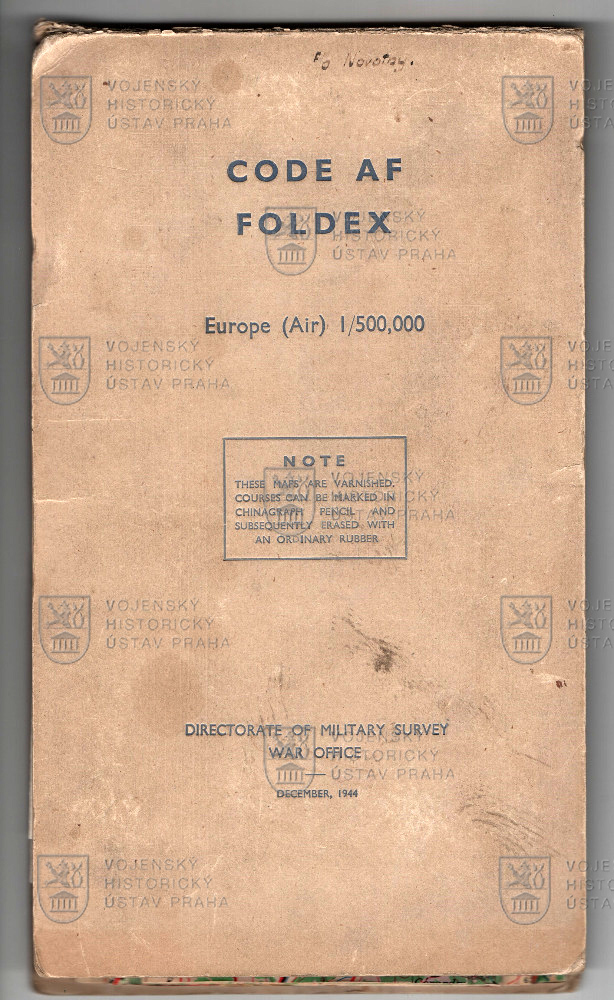 F/O Novotny.
CODE AF
FOLDEX
Europe (Air) 1/500,000
NOTE
THESE MAPS ARE VARNISHED.
COURSES CAN BE MARKED IN
CHINAGRAPH PENCIL AND
SUBSEQUENTLY ERASED WITH
AN ORDINARY RUBBER
DIRECTORATE OF MILITARY SURVEY
WAR OFFICE
DECEMBER, 1944
VOJENSKÝ
HISTORICKÝ
ÚSTAV PRAHA